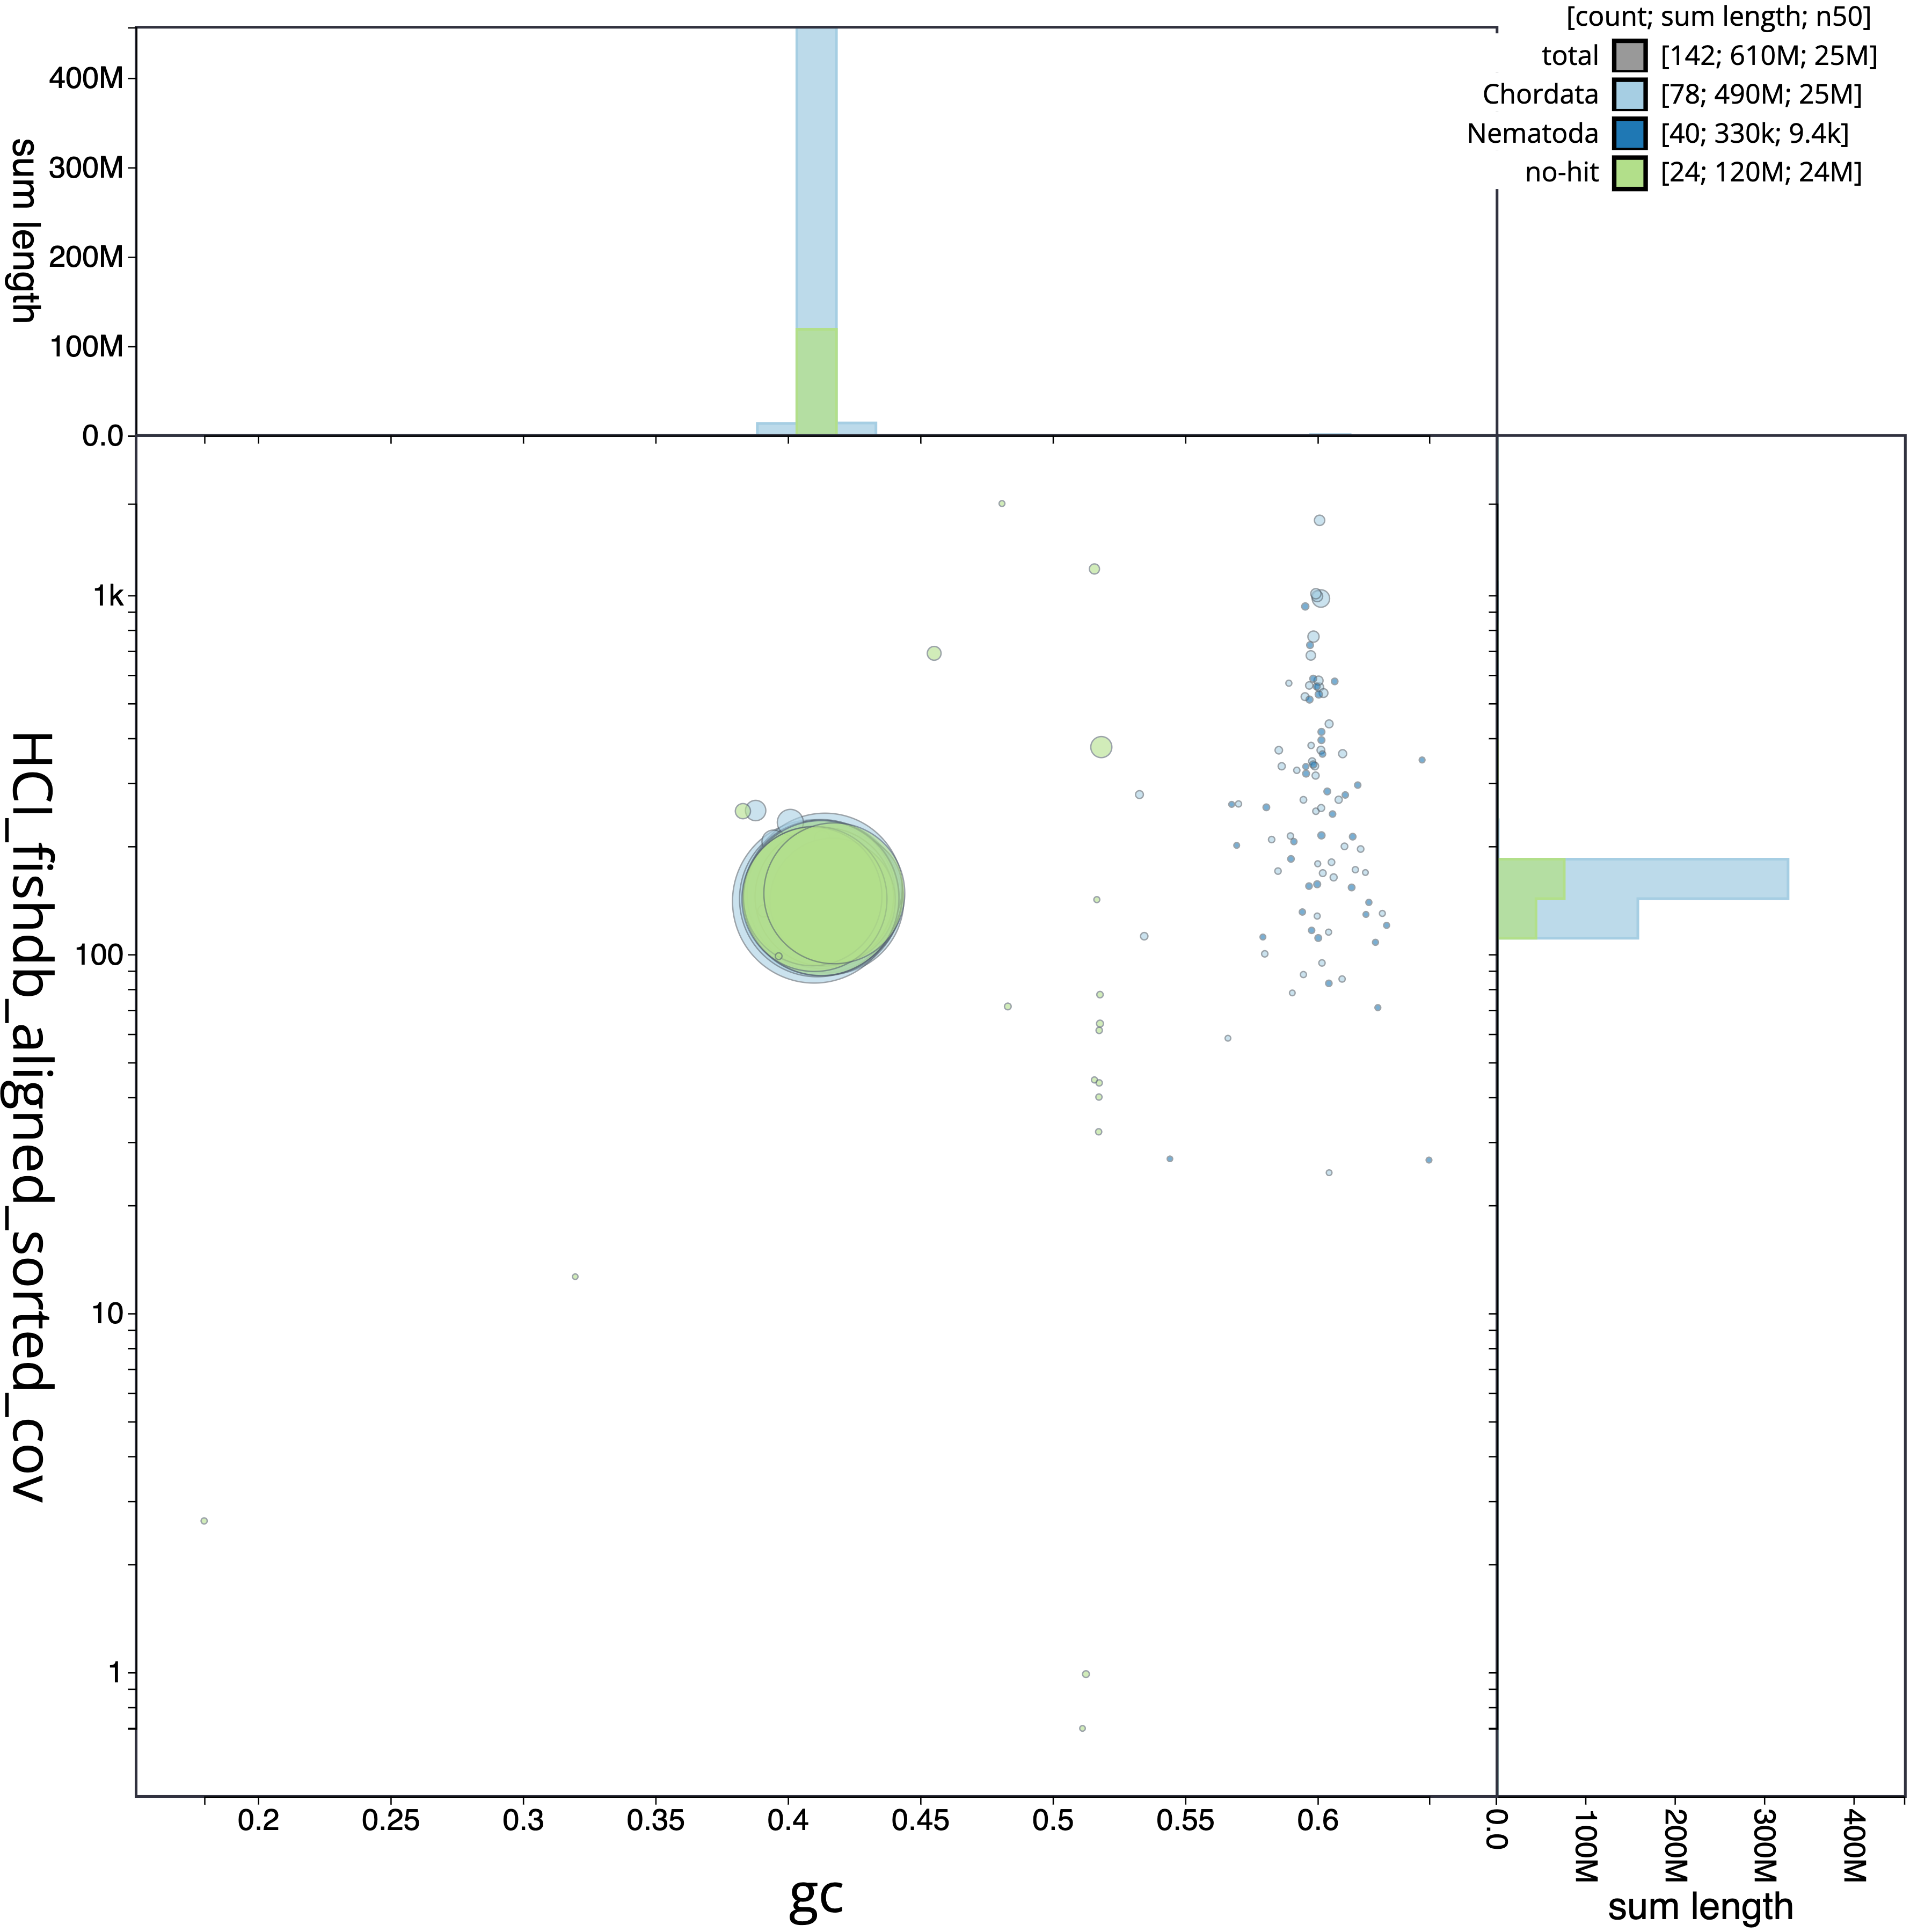 [count; sum length; n50]
total [142; 610M; 25M]
Chordata [78; 490M; 25M]
Nematoda [40; 330k; 9.4k]
no-hit [24; 120M; 24M]
sum length
400M
300M
200M
100M
0.0
HCI_fishdb_aligned_sorted_cov
1k
100
10
1
0.2 0.25 0.3 0.35 0.4 0.45 0.5 0.55 0.6
gc
0.0 100M 200M 300M 400M
sum length